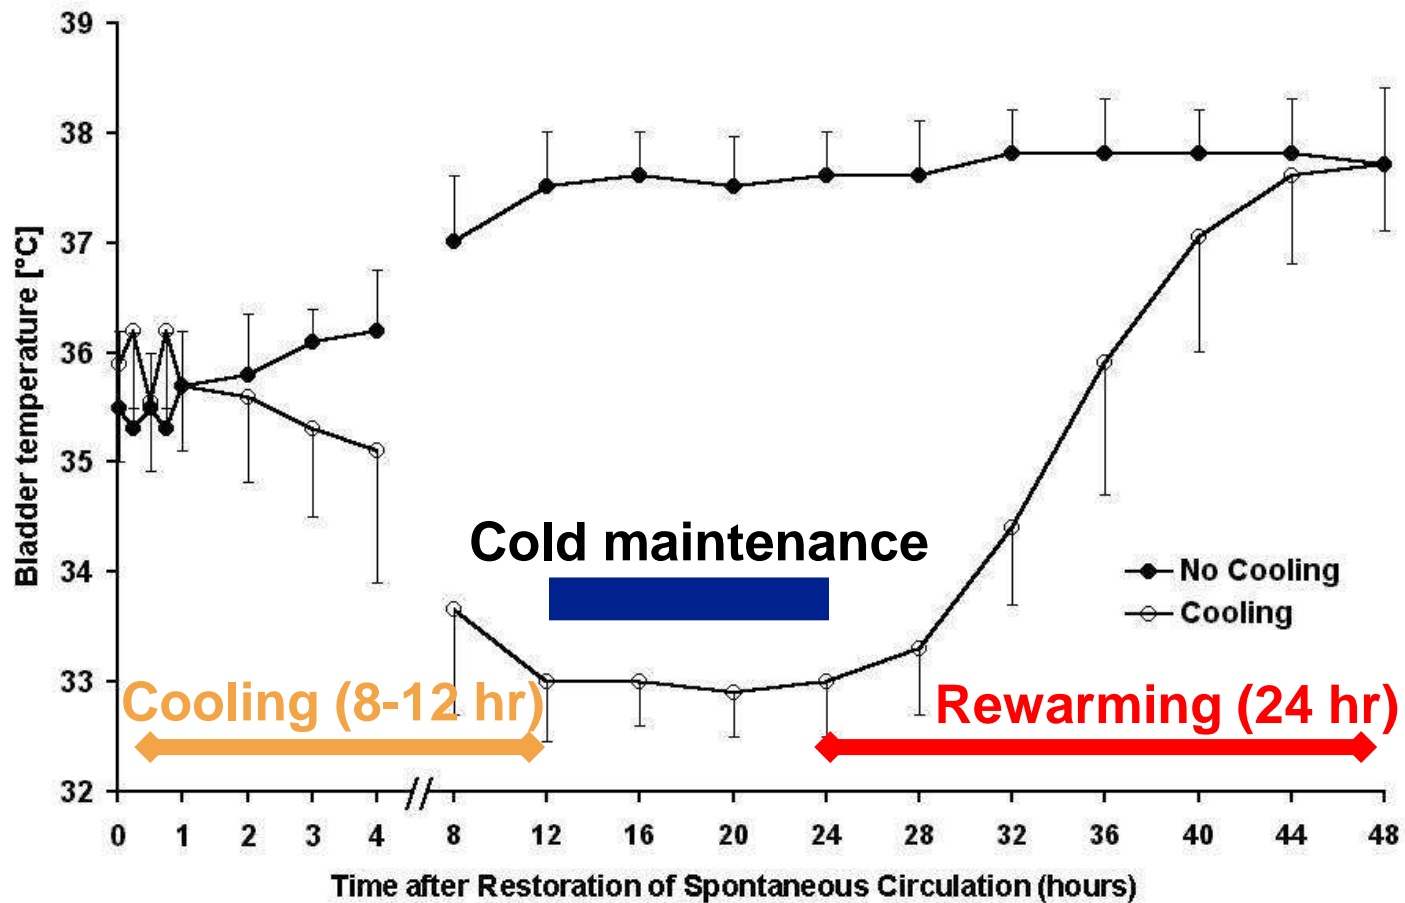 39
38
37
36
35
34
33
32
Bladder temperature [°C]
Cold maintenance
No Cooling
Cooling
Cooling (8-12 hr)
Rewarming (24 hr)
0 1 2 3 4 // 8 12 16 20 24 28 32 36 40 44 48
Time after Restoration of Spontaneous Circulation (hours)